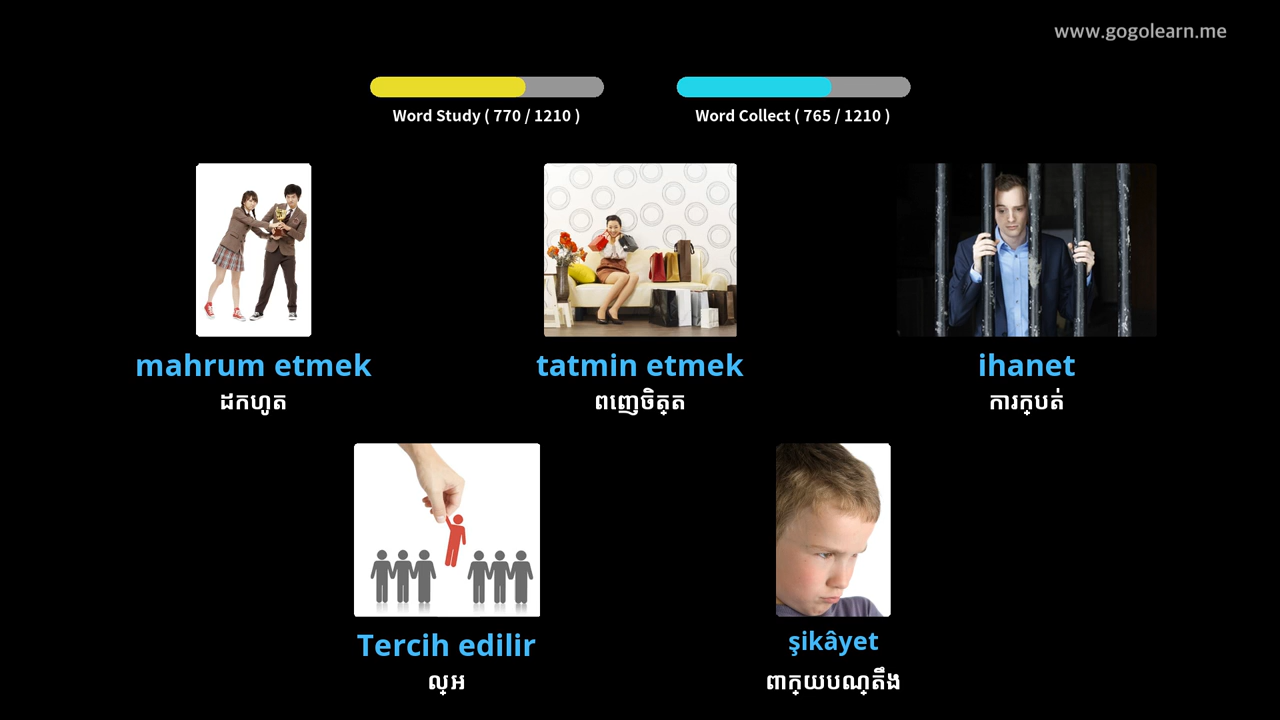 www.gogolearn.me
Word Study ( 770 / 1210 )
Word Collect ( 765 / 1210 )
mahrum etmek
ដកហូត
tatmin etmek
ពញេចិត្ត
ihanet
ការក្បត់
Tercih edilir
ល្អ
şikâyet
ពាក្យបណ្តឹង